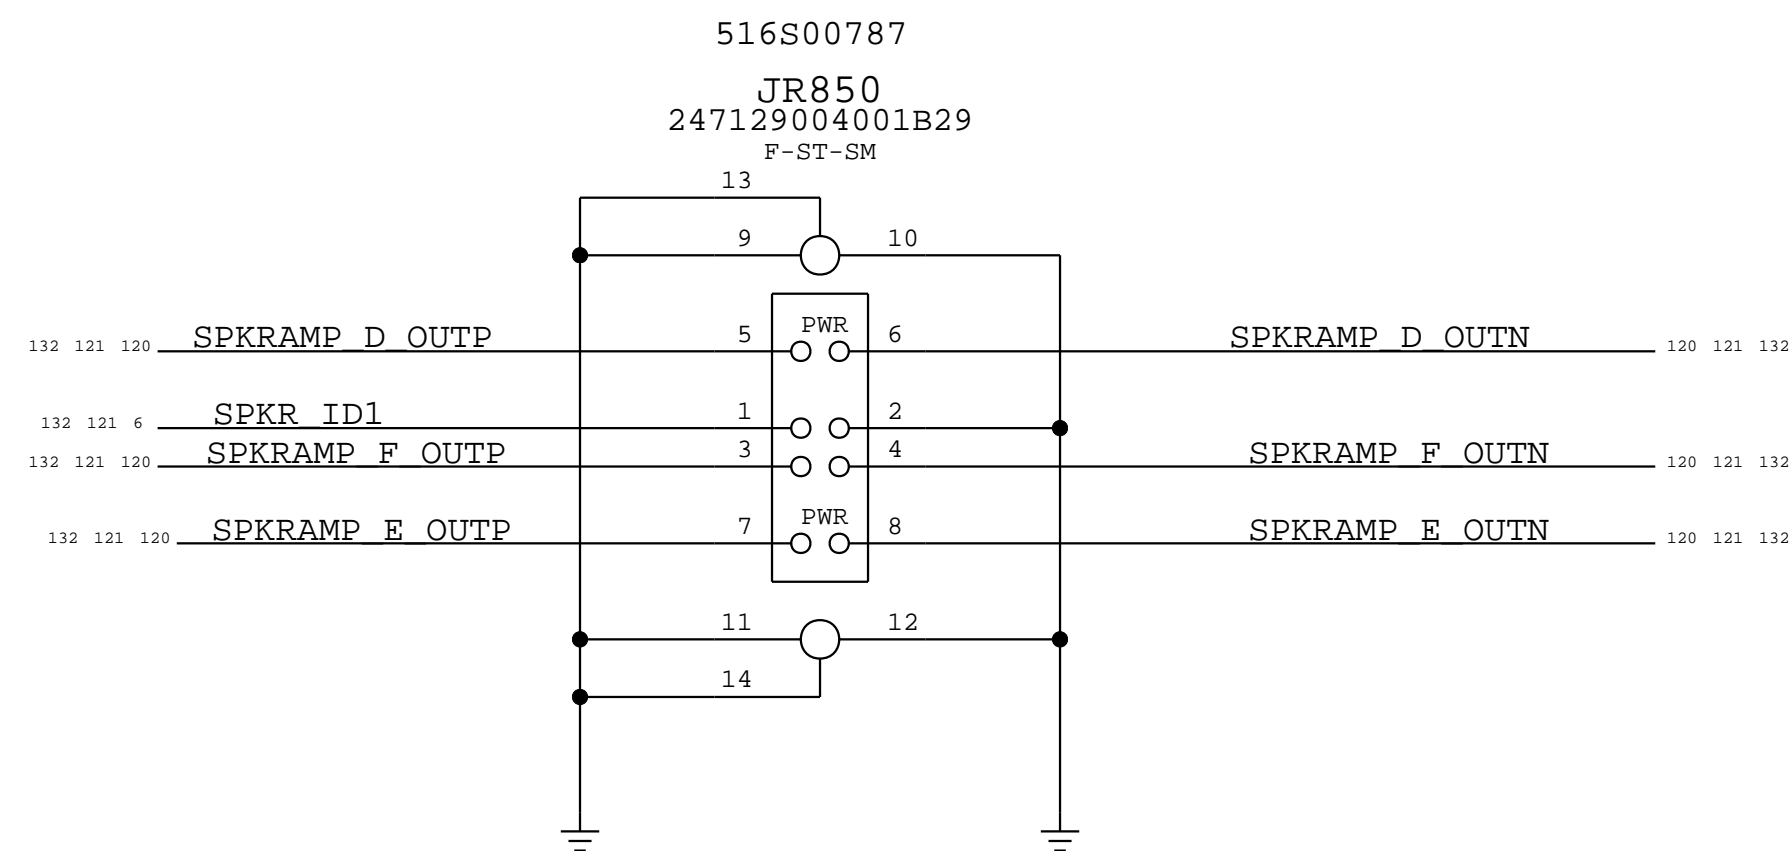 516S00787
JR850
247129004001B29
F-ST-SM
13
9 10
PWR
132 121 120 SPKRAMP_D_OUTP 5 6 SPKRAMP_D_OUTN 120 121 132
132 121 6 SPKR_ID1 1 2
132 121 120 SPKRAMP_F_OUTP 3 4 SPKRAMP_F_OUTN 120 121 132
PWR
132 121 120 SPKRAMP_E_OUTP 7 8 SPKRAMP_E_OUTN 120 121 132
11 12
14